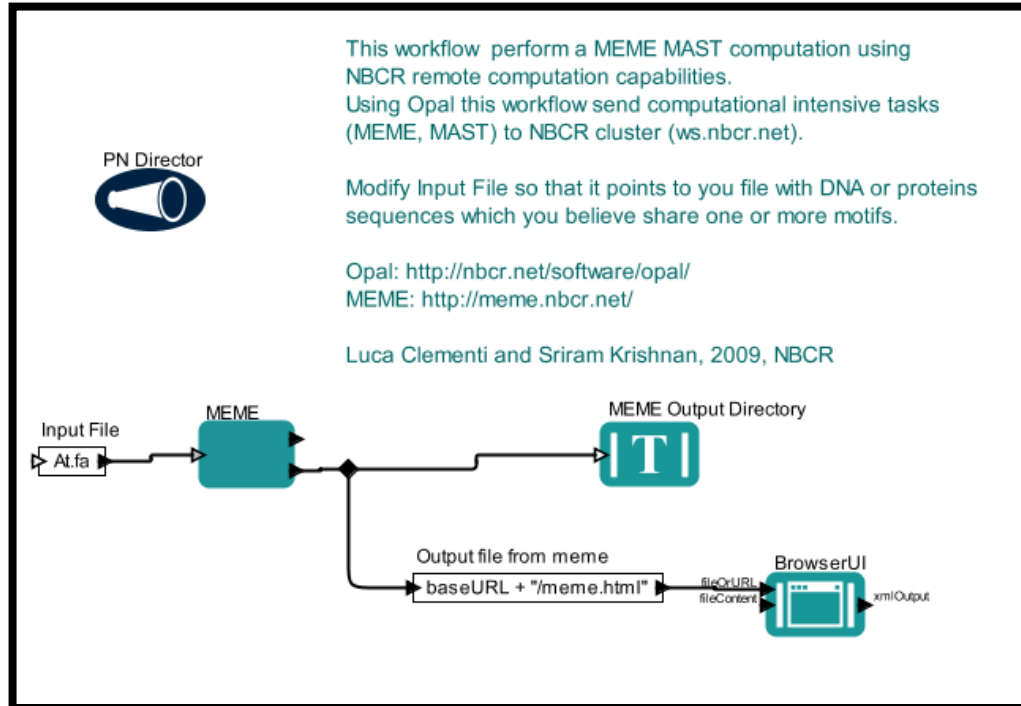 This workflow perform a MEME MAST computation using
NBCR remote computation capabilities.
Using Opal this workflow send computational intensive tasks
(MEME, MAST) to NBCR cluster (ws.nbcr.net).
PN Director
Modify Input File so that it points to you file with DNA or proteins
sequences which you believe share one or more motifs.
Opal: http://nbcr.net/software/opal/
MEME: http://meme.nbcr.net/
Luca Clementi and Sriram Krishnan, 2009, NBCR
MEME
MEME Output Directory
Input File
At.fa
T
Output file from meme
BrowserUI
baseURL + "/meme.html"
fileOrURL
fileContent
xmlOutput